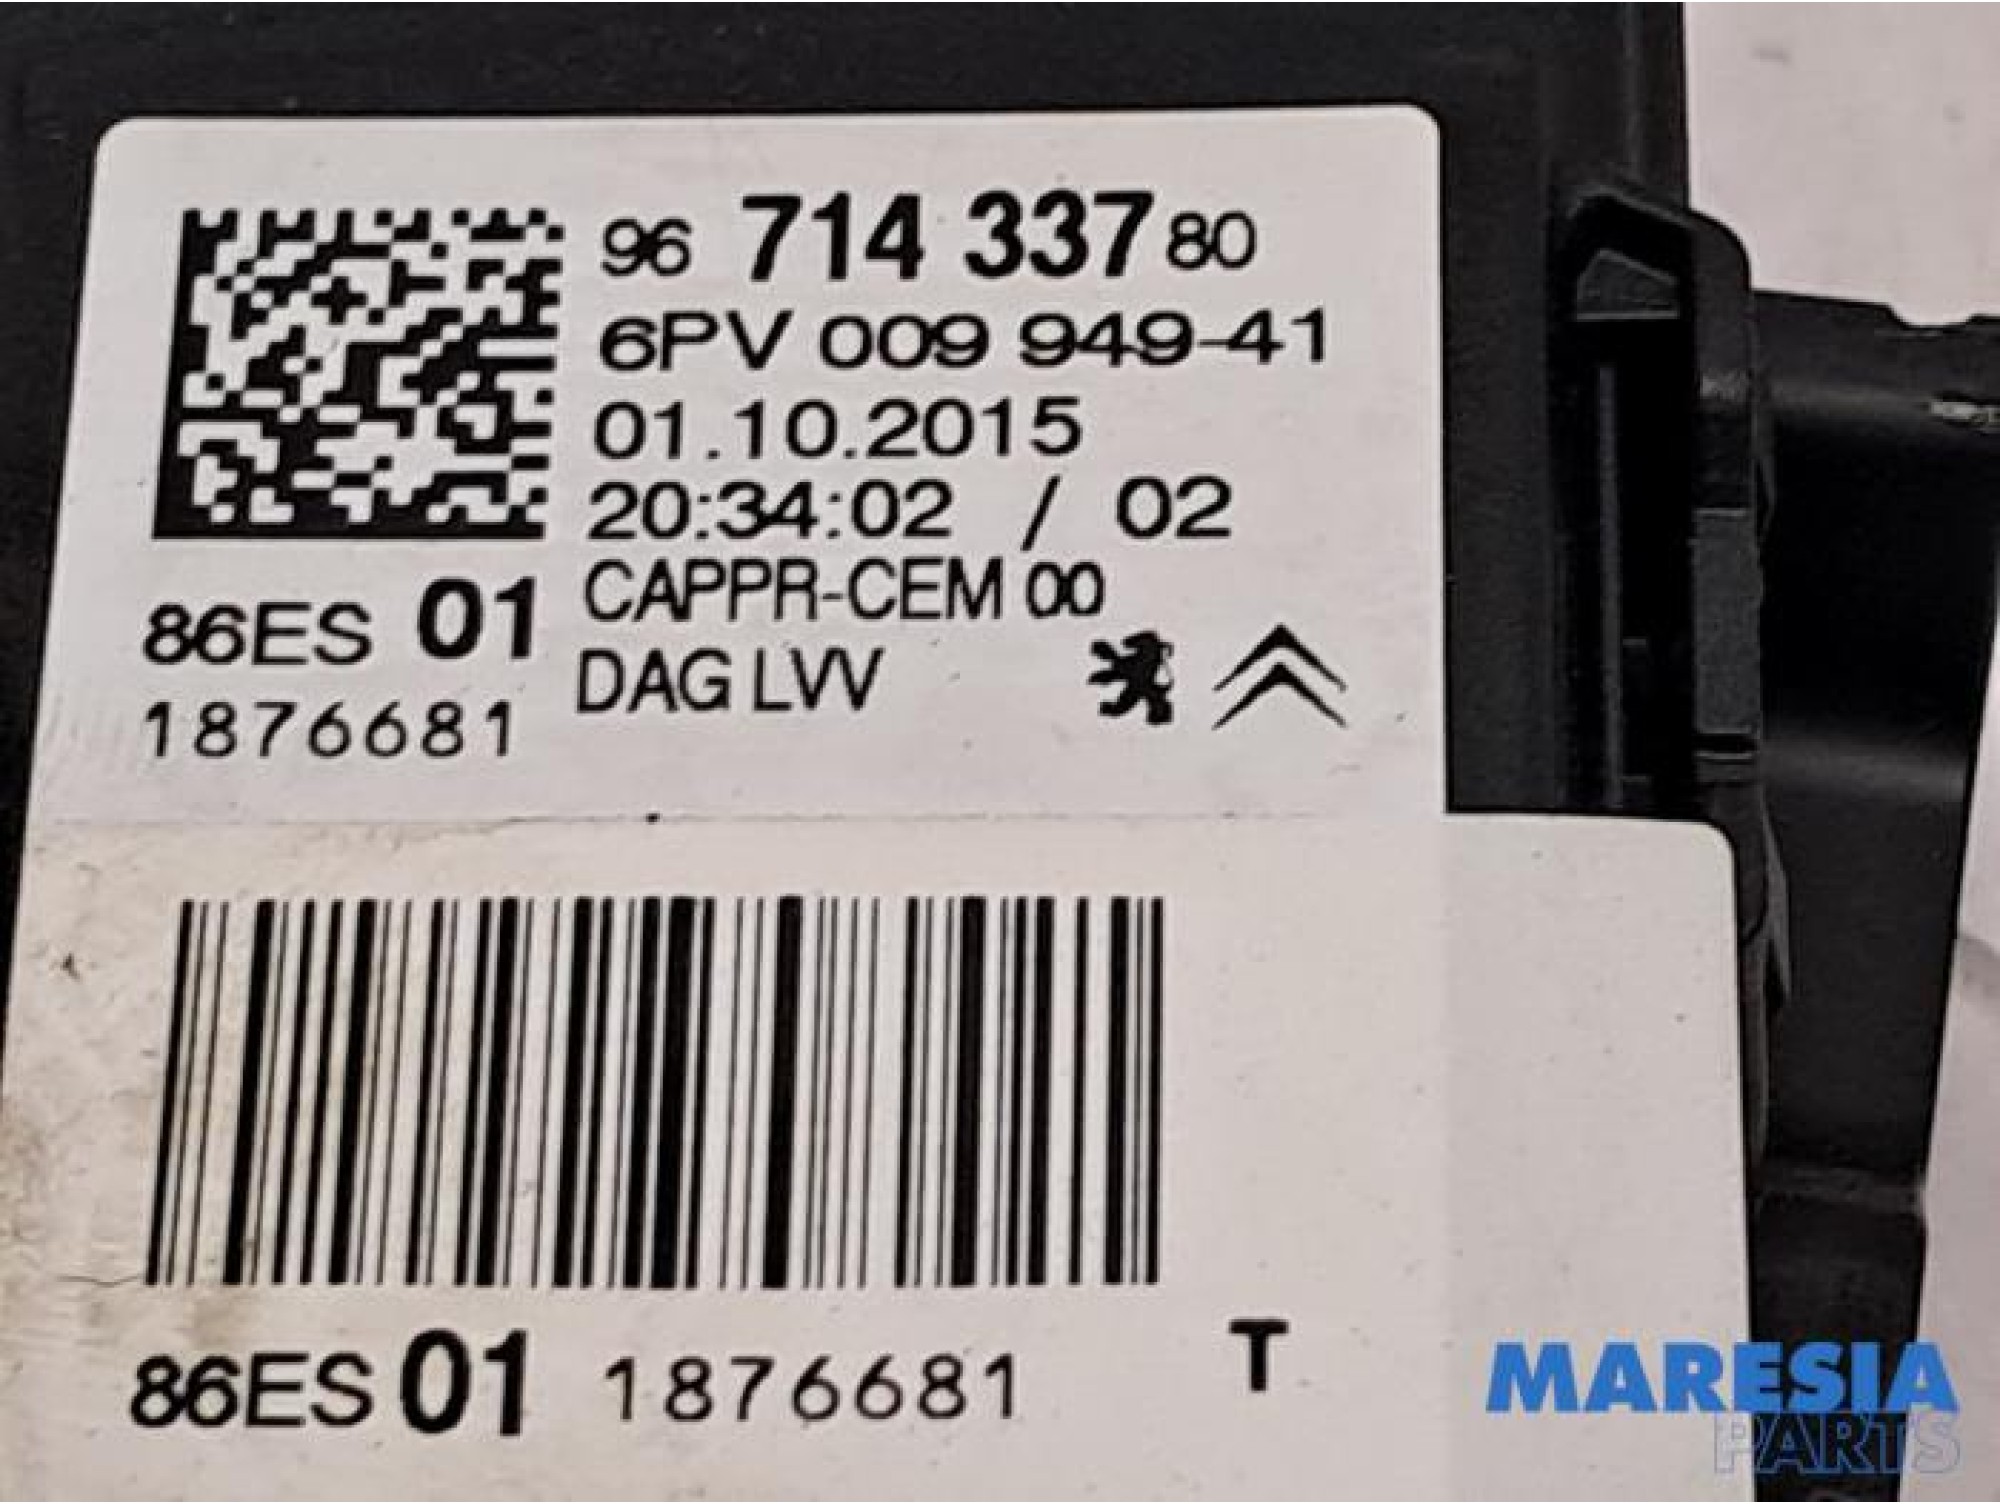 96 714 337 80
6PV 009 949-41
01.10.2015
20:34:02 / 02
CAPPR-CEM 00
DAG LVV
86ES 01
1876681
86ES 01 1876681
T
MARESIA
PARTS